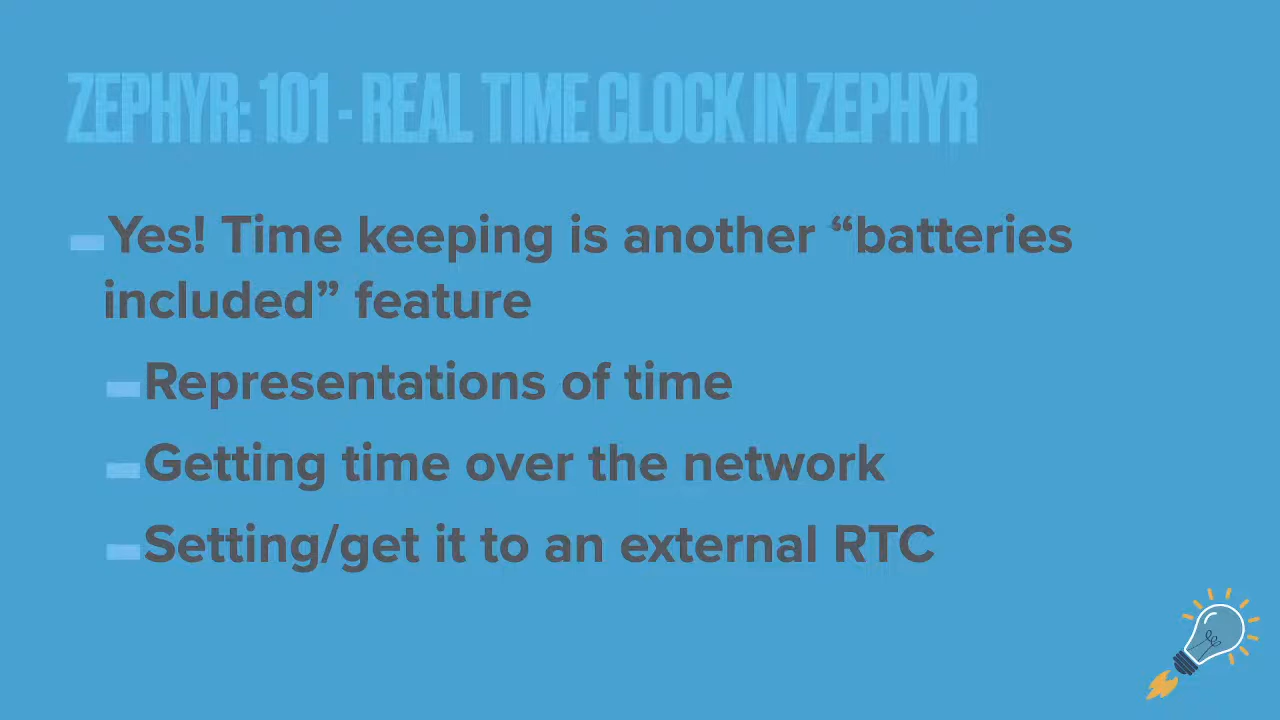 ZEPHYR: 101 - REAL TIME CLOCK IN ZEPHYR
Yes! Time keeping is another “batteries
included” feature
Representations of time
Getting time over the network
Setting/get it to an external RTC